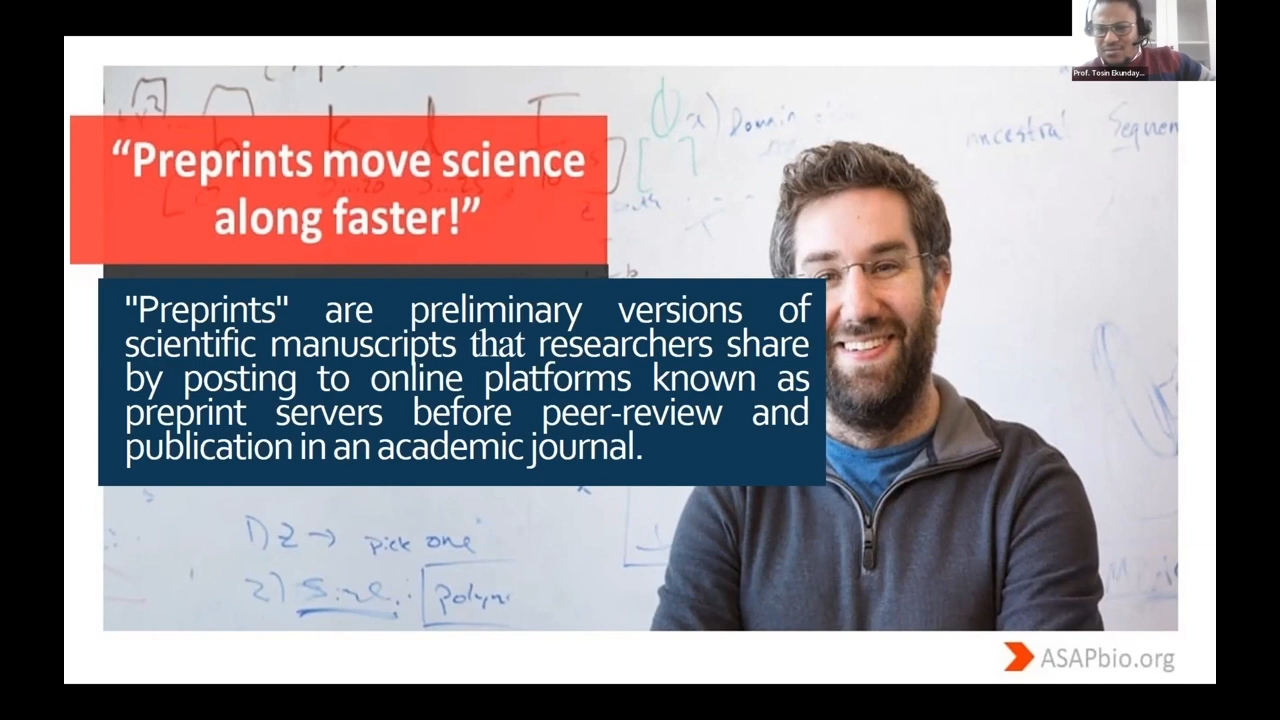 Prof. Tosin Ekunday...
“Preprints move science
along faster!”
"Preprints" are preliminary versions of
scientific manuscripts that researchers share
by posting to online platforms known as
preprint servers before peer-review and
publication in an academic journal.
Domain
ancestral Sequen
1) Z → pick one
2) Size
ASAPbio.org